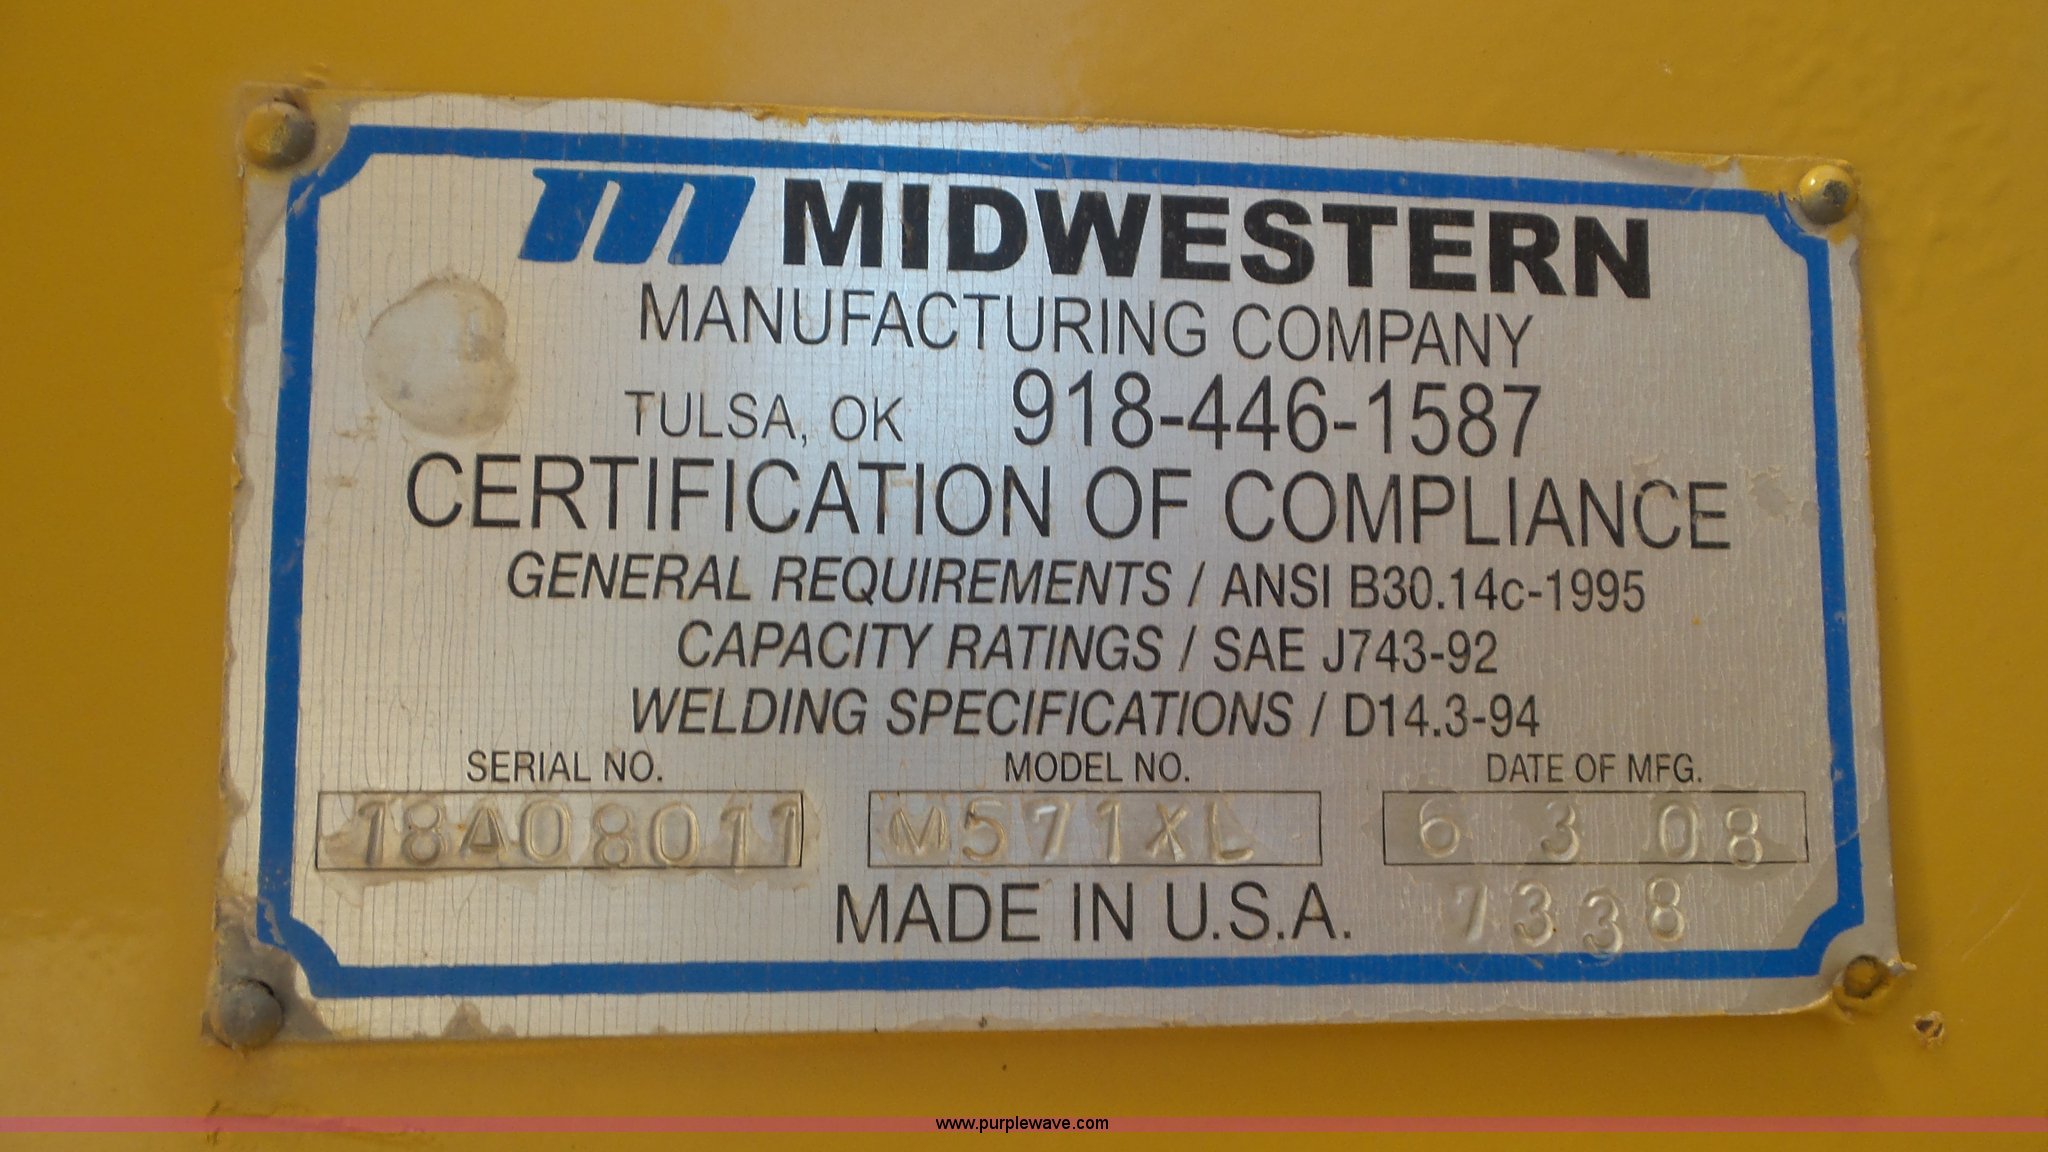 m MIDWESTERN
MANUFACTURING COMPANY
TULSA, OK 918-446-1587
CERTIFICATION OF COMPLIANCE
GENERAL REQUIREMENTS / ANSI B30.14c-1995
CAPACITY RATINGS / SAE J743-92
WELDING SPECIFICATIONS / D14.3-94
SERIAL NO. MODEL NO. DATE OF MFG.
18A08011 M571XL 6 3 08
MADE IN U.S.A. 7338
www.purplewave.com